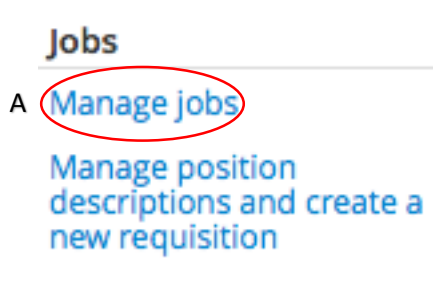 Jobs
A Manage jobs
Manage position
descriptions and create a
new requisition